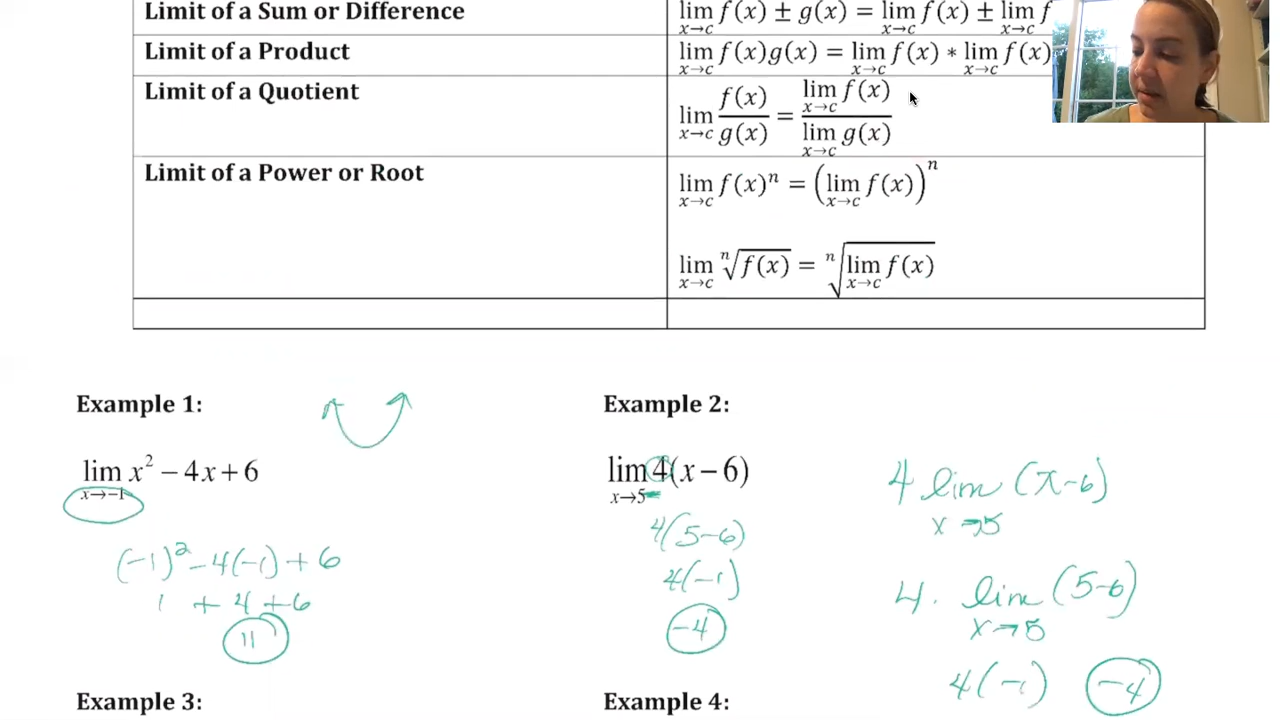 Limit of a Sum or Difference lim x→c f(x) ± g(x) = lim x→c f(x) ± lim x→c f
Limit of a Product lim x→c f(x)g(x) = lim x→c f(x) * lim x→c f(x)
Limit of a Quotient lim x→c f(x)/g(x) = lim x→c f(x) / lim x→c g(x)
Limit of a Power or Root lim x→c f(x)ⁿ = (lim x→c f(x))ⁿ
lim x→c ⁿ√f(x) = ⁿ√lim x→c f(x)
Example 1:
lim x→-1 x² − 4x + 6
(-1)² - 4(-1) + 6
1 + 4 + 6
11
Example 2:
lim x→5 4(x − 6)
4(5-6)
4(-1)
-4
4 lim x→5 (x-6)
4 · lim x→5 (5-6)
4(-1) -4
Example 3:
Example 4: